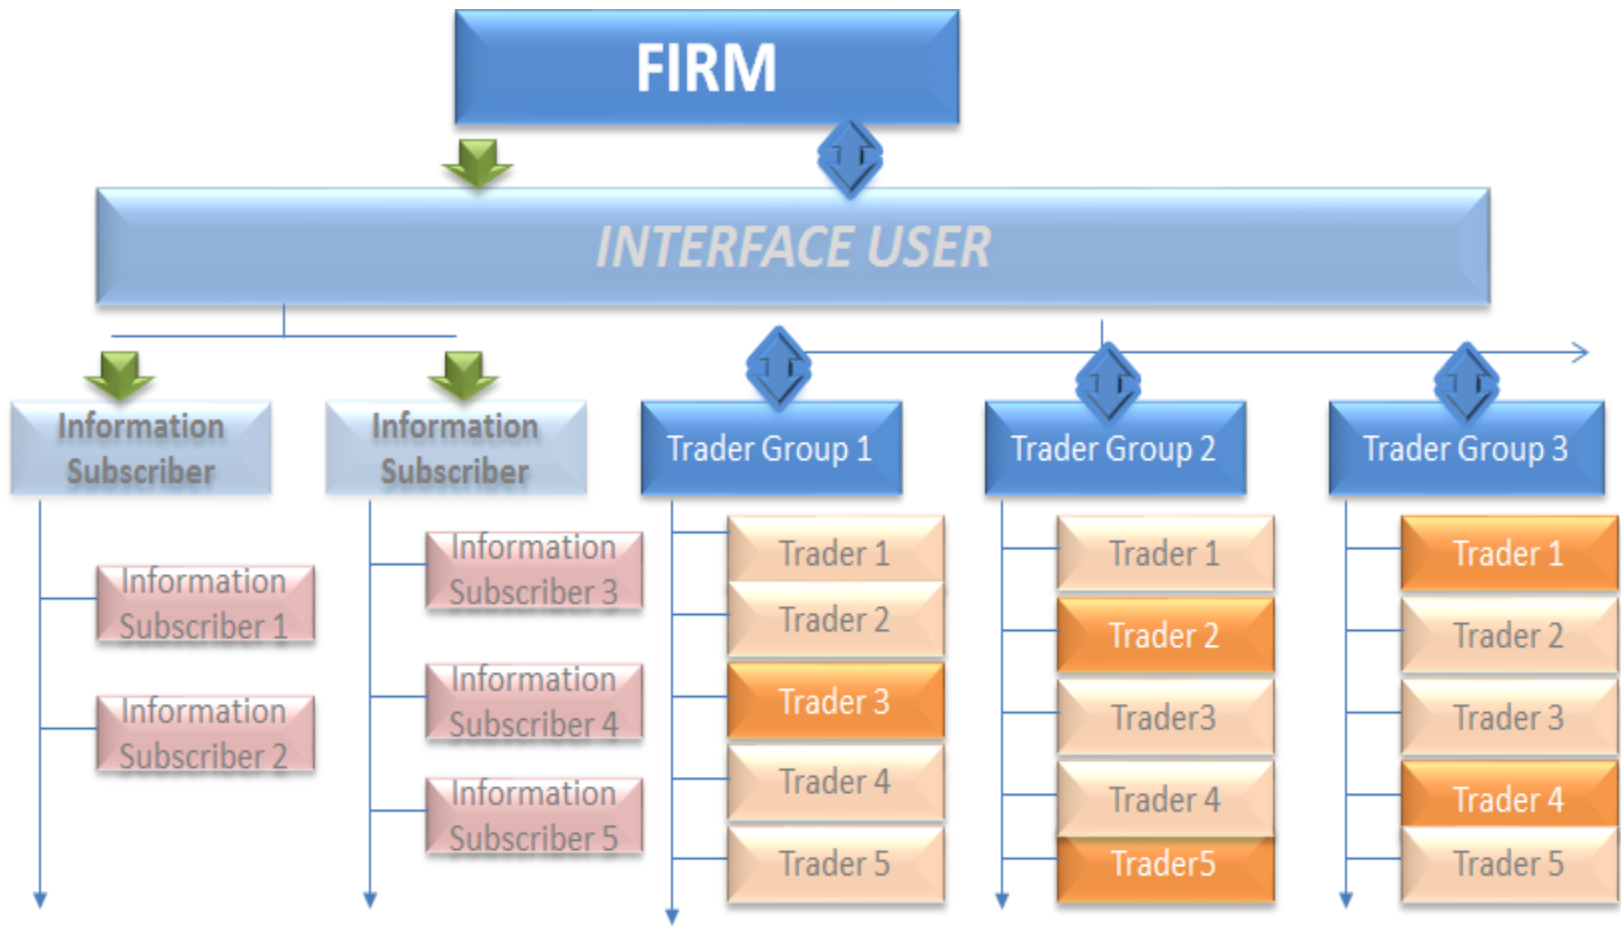 FIRM
INTERFACE USER
Information
Subscriber
Information
Subscriber 1
Information
Subscriber 2
Information
Subscriber
Information
Subscriber 3
Information
Subscriber 4
Information
Subscriber 5
Trader Group 1
Trader 1
Trader 2
Trader 3
Trader 4
Trader 5
Trader Group 2
Trader 1
Trader 2
Trader3
Trader 4
Trader5
Trader Group 3
Trader 1
Trader 2
Trader 3
Trader 4
Trader 5